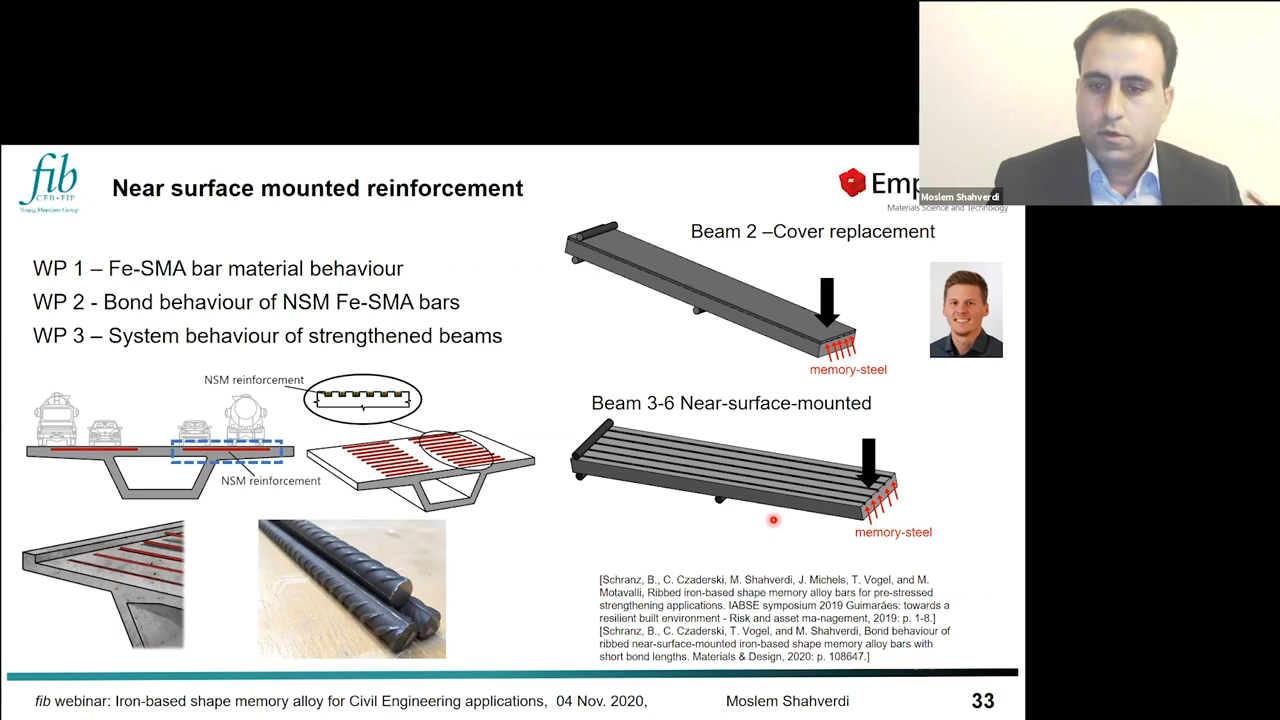 fib
CEB-FIP
Young Members Group
Near surface mounted reinforcement
Emp
Materials Science and Technology
Moslem Shahverdi
WP 1 – Fe-SMA bar material behaviour
WP 2 - Bond behaviour of NSM Fe-SMA bars
WP 3 – System behaviour of strengthened beams
Beam 2 –Cover replacement
memory-steel
NSM reinforcement
NSM reinforcement
Beam 3-6 Near-surface-mounted
memory-steel
[Schranz, B., C. Czaderski, M. Shahverdi, J. Michels, T. Vogel, and M.
Motavalli, Ribbed iron-based shape memory alloy bars for pre-stressed
strengthening applications. IABSE symposium 2019 Guimarães: towards a
resilient built environment - Risk and asset ma-nagement, 2019: p. 1-8.]
[Schranz, B., C. Czaderski, T. Vogel, and M. Shahverdi, Bond behaviour of
ribbed near-surface-mounted iron-based shape memory alloy bars with
short bond lengths. Materials & Design, 2020: p. 108647.]
fib webinar: Iron-based shape memory alloy for Civil Engineering applications, 04 Nov. 2020,
Moslem Shahverdi
33